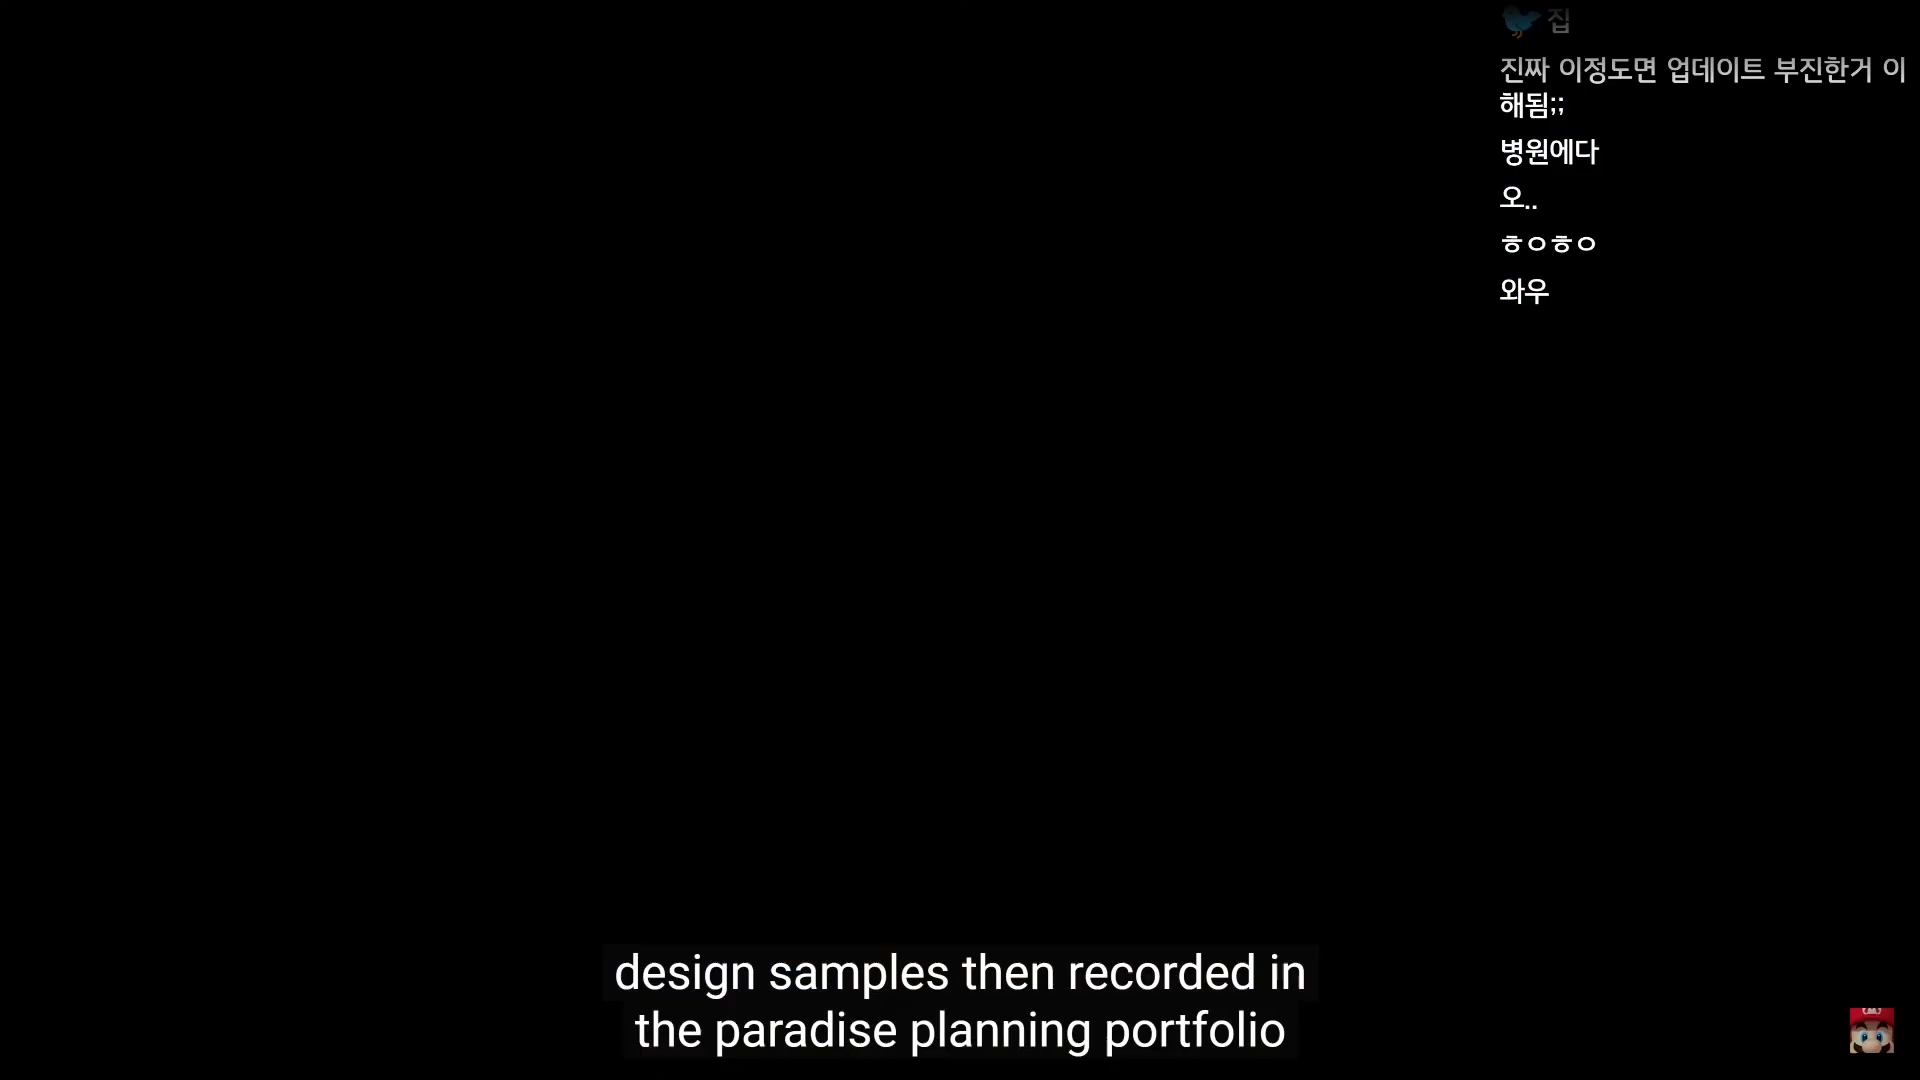 집
진짜 이정도면 업데이트 부진한거 이
해됨;;
병원에다
오..
ㅎㅇㅎㅇ
와우
design samples then recorded in
the paradise planning portfolio